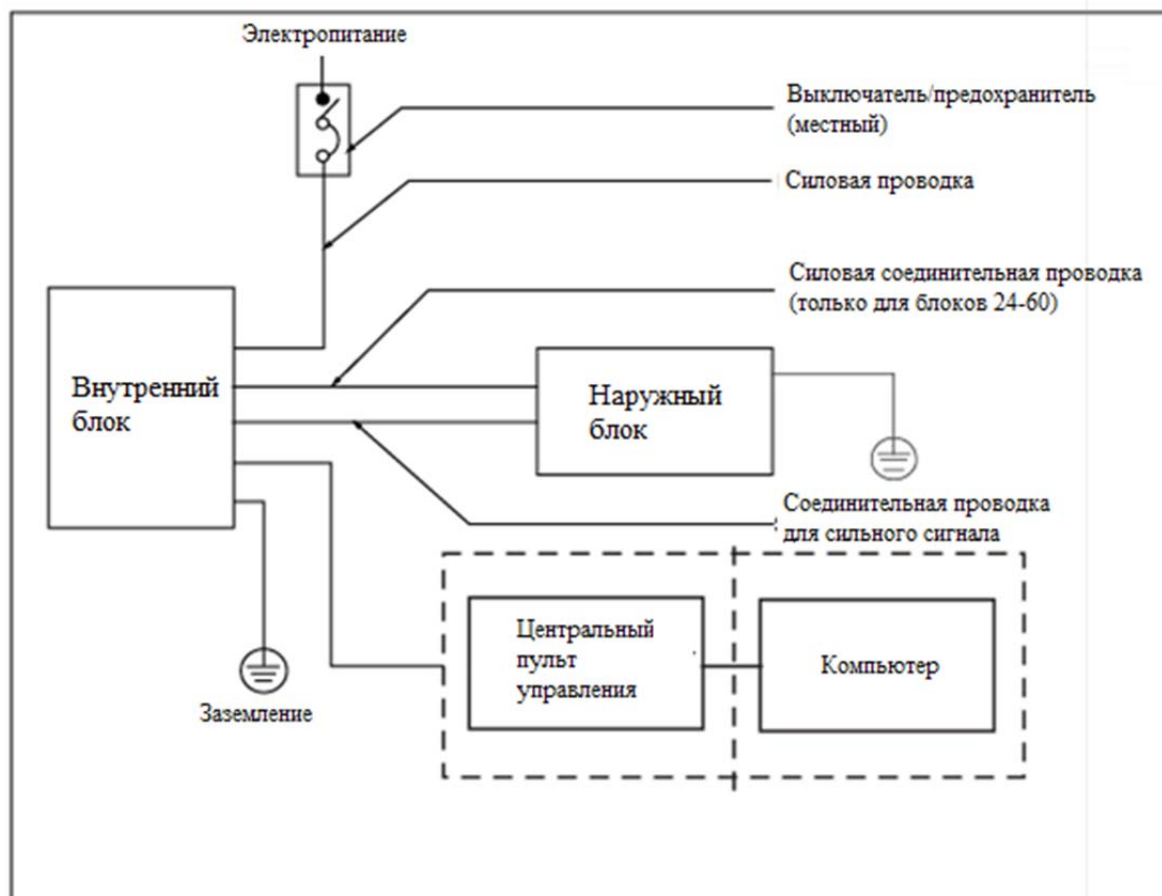 Электропитание
Выключатель/предохранитель
(местный)
Силовая проводка
Силовая соединительная проводка
(только для блоков 24-60)
Внутренний
блок
Наружный
блок
Соединительная проводка
для сильного сигнала
Центральный
пульт
управления
Компьютер
Заземление